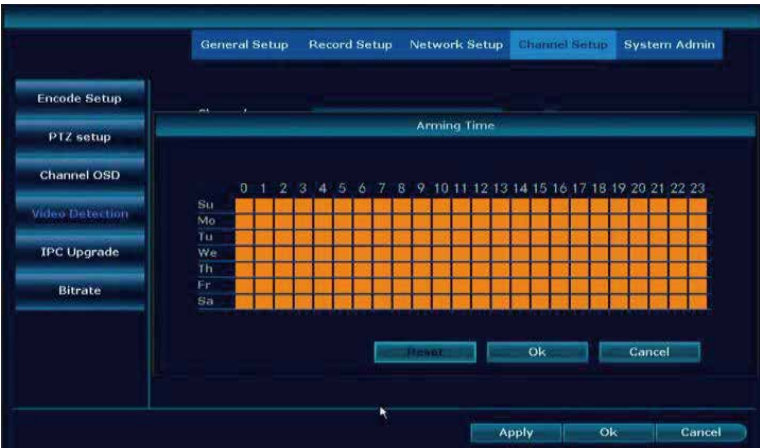 General Setup Record Setup Network Setup Channel Setup System Admin
Encode Setup
Arming Time
PTZ setup
Channel OSD
0 1 2 3 4 5 6 7 8 9 10 11 12 13 14 15 16 17 18 19 20 21 22 23
Su
Video Detection
Mo
Tu
IPC Upgrade
We
Th
Fr
Bitrate
Sa
Reset Ok Cancel
Apply Ok Cancel